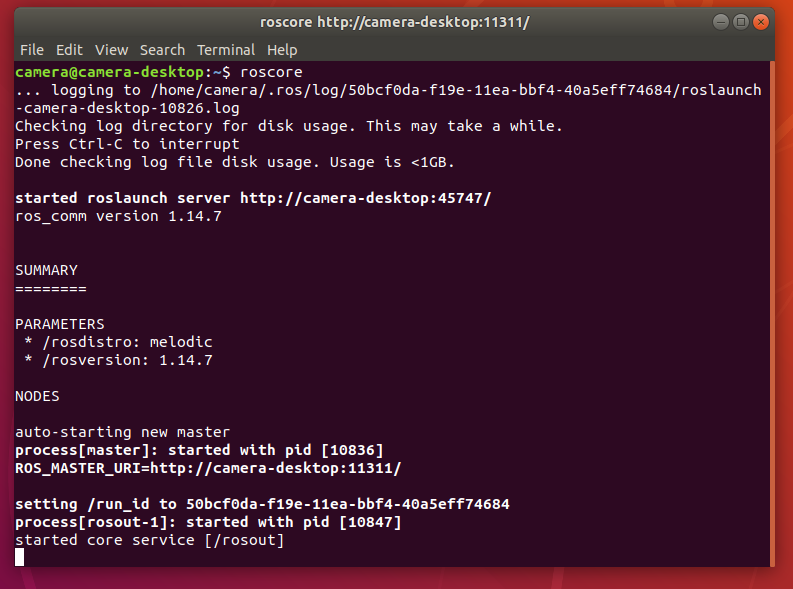 roscore http://camera-desktop:11311/
File Edit View Search Terminal Help
camera@camera-desktop:~$ roscore
... logging to /home/camera/.ros/log/50bcf0da-f19e-11ea-bbf4-40a5eff74684/roslaunch
-camera-desktop-10826.log
Checking log directory for disk usage. This may take a while.
Press Ctrl-C to interrupt
Done checking log file disk usage. Usage is <1GB.
started roslaunch server http://camera-desktop:45747/
ros_comm version 1.14.7
SUMMARY
========
PARAMETERS
* /rosdistro: melodic
* /rosversion: 1.14.7
NODES
auto-starting new master
process[master]: started with pid [10836]
ROS_MASTER_URI=http://camera-desktop:11311/
setting /run_id to 50bcf0da-f19e-11ea-bbf4-40a5eff74684
process[rosout-1]: started with pid [10847]
started core service [/rosout]